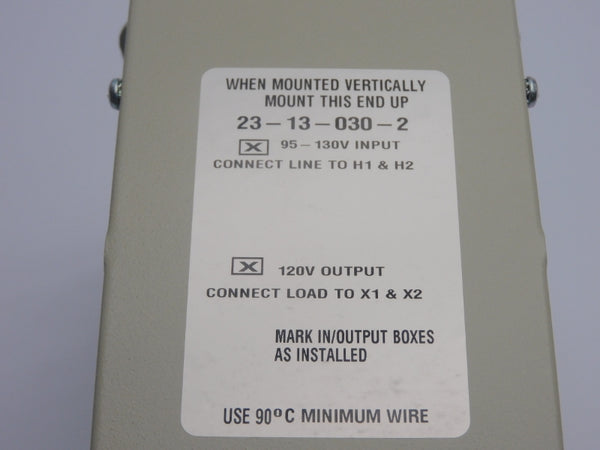 WHEN MOUNTED VERTICALLY
MOUNT THIS END UP
23-13-030-2
X 95-130V INPUT
CONNECT LINE TO H1 & H2
X 120V OUTPUT
CONNECT LOAD TO X1 & X2
MARK IN/OUTPUT BOXES
AS INSTALLED
USE 90°C MINIMUM WIRE